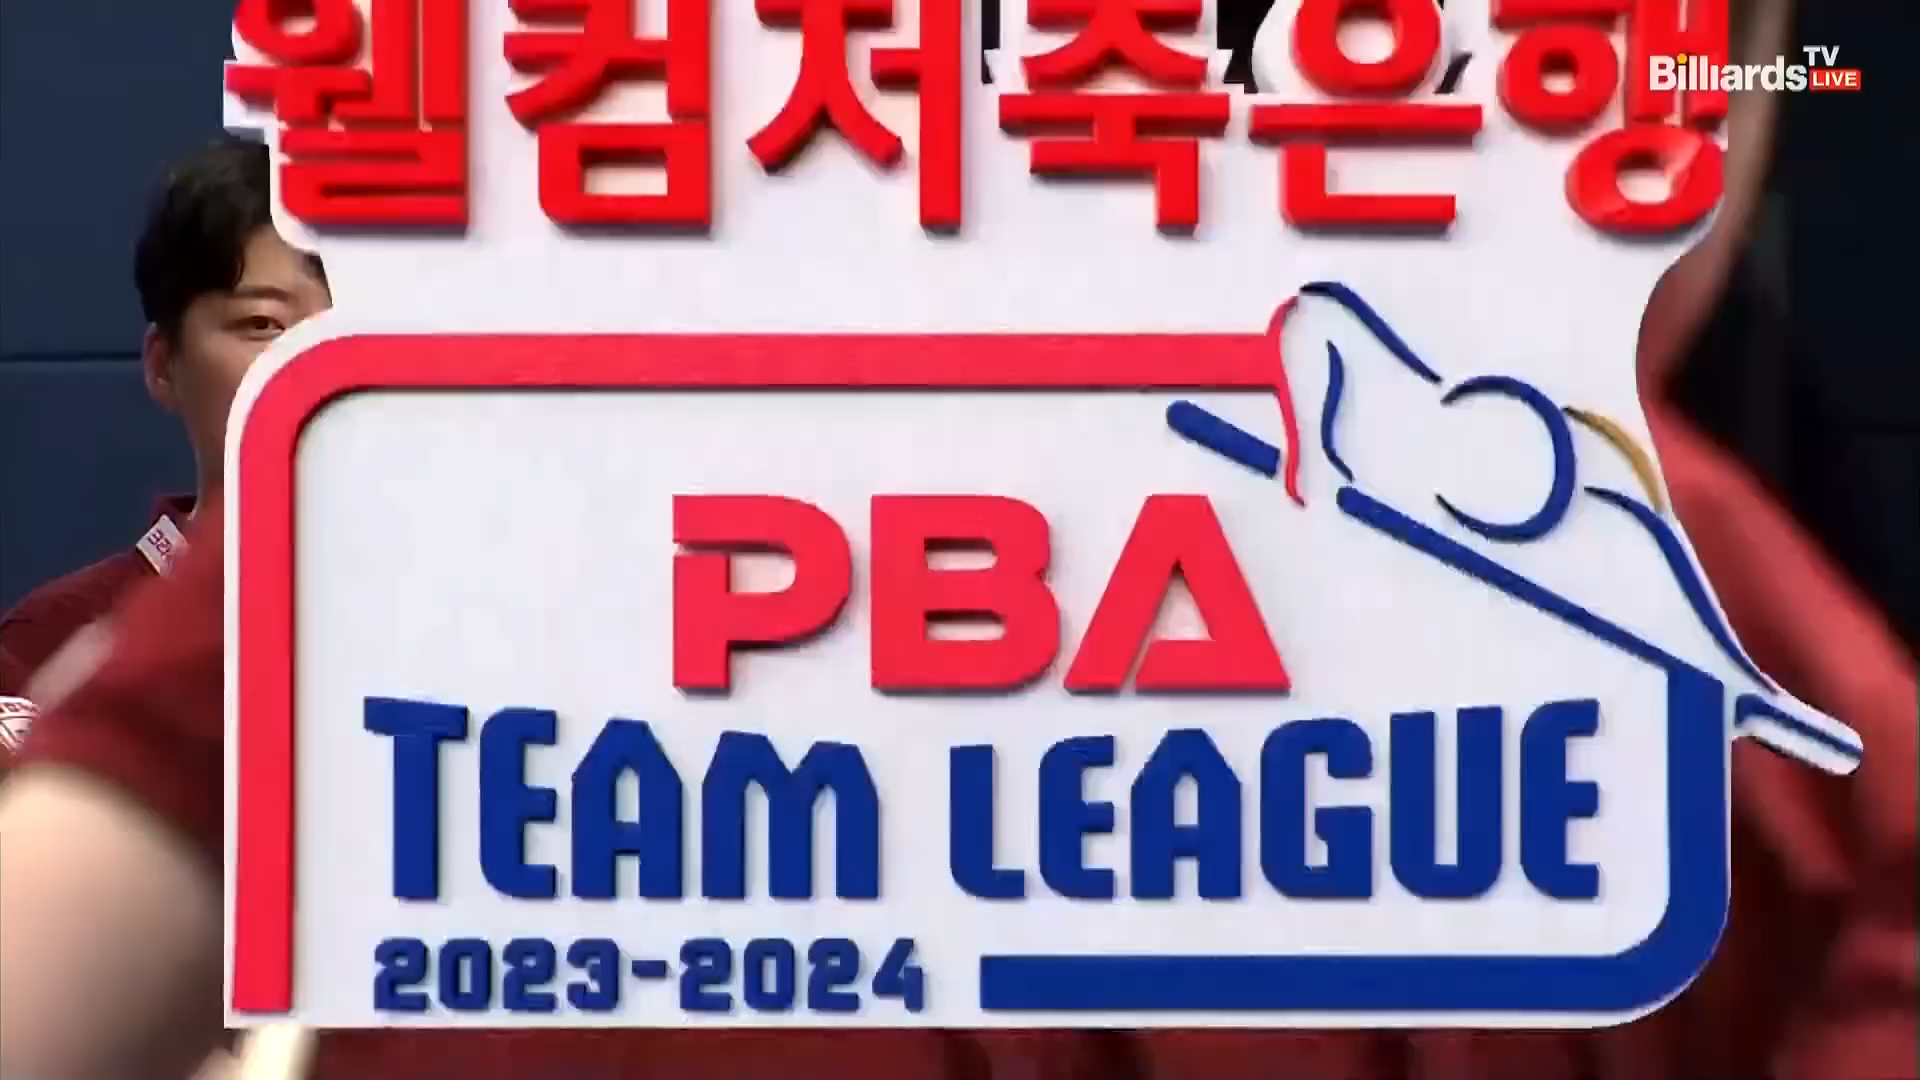 웰컴저축은행
Billiards TV
LIVE
PBA
TEAM LEAGUE
2023-2024